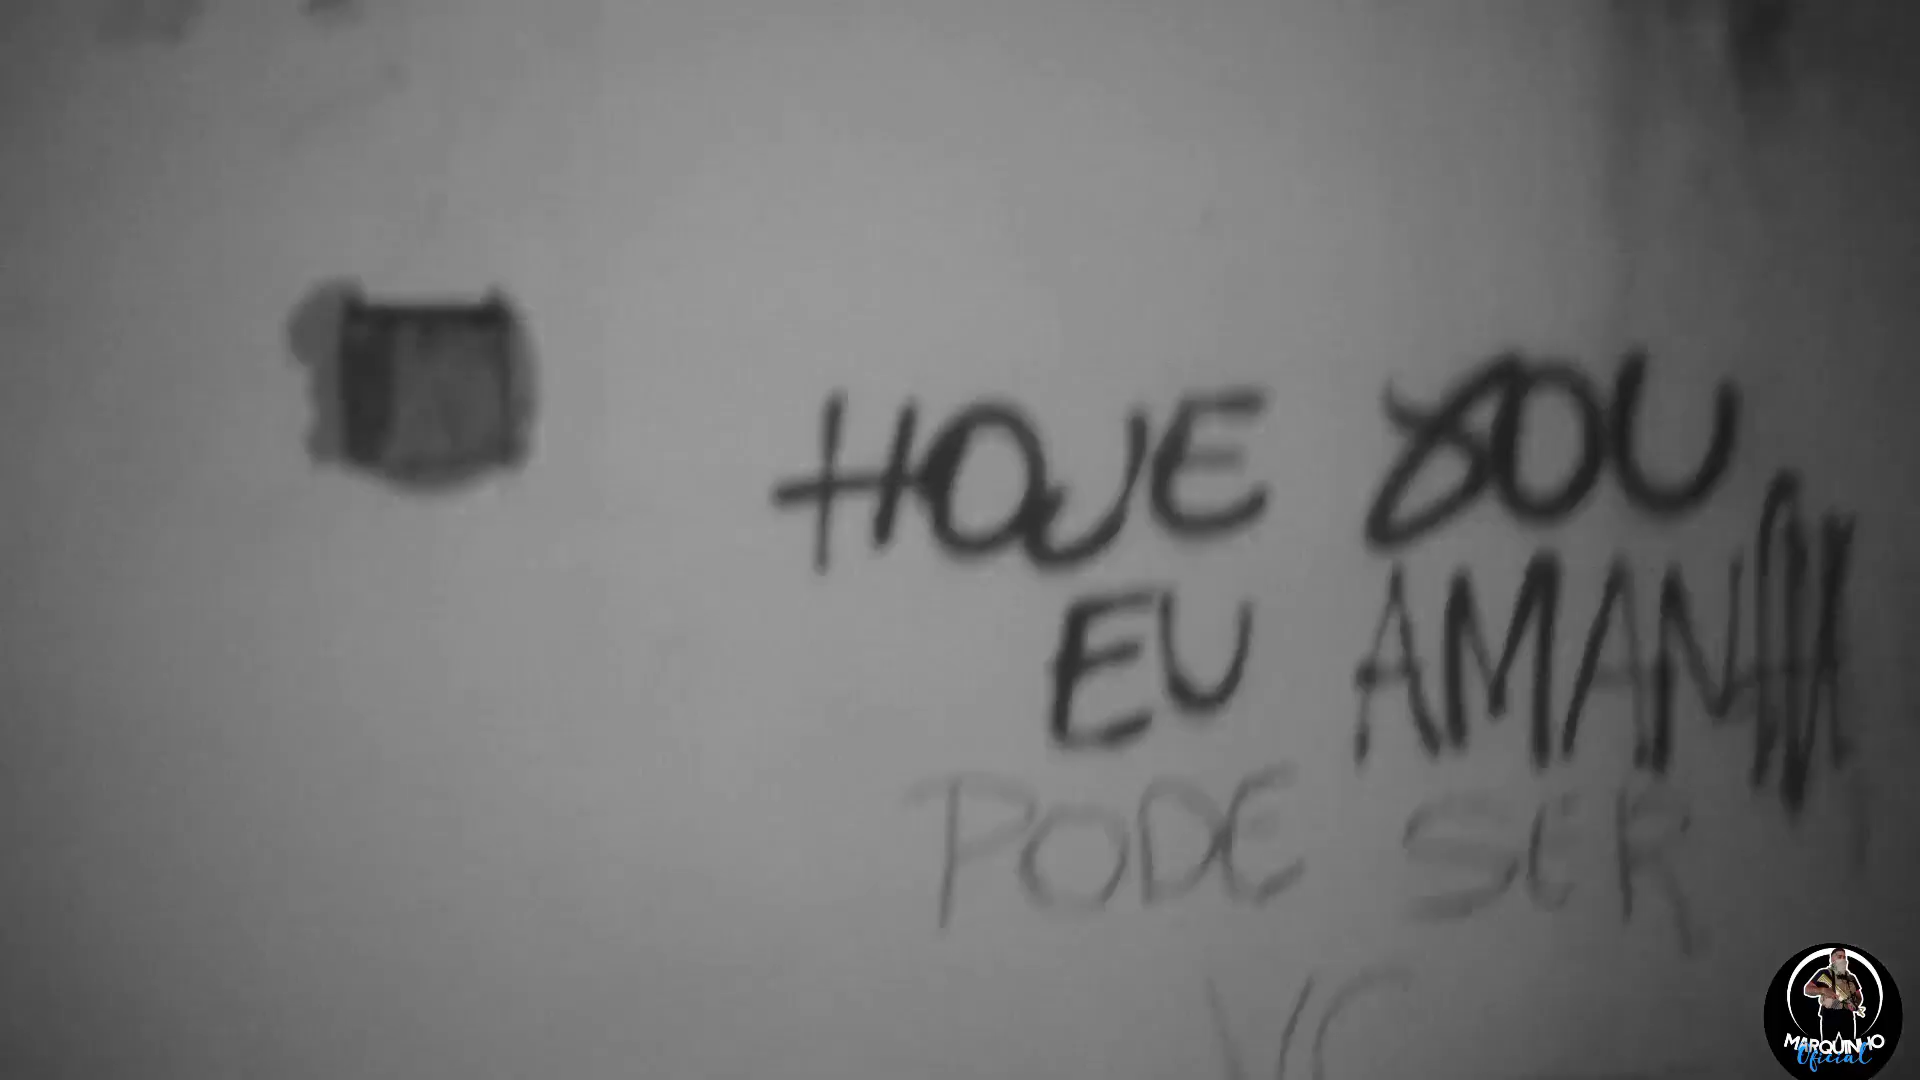 HOJE SOU
EU AMANHÃ
PODE SER
VC
MARQUINHO
Oficial